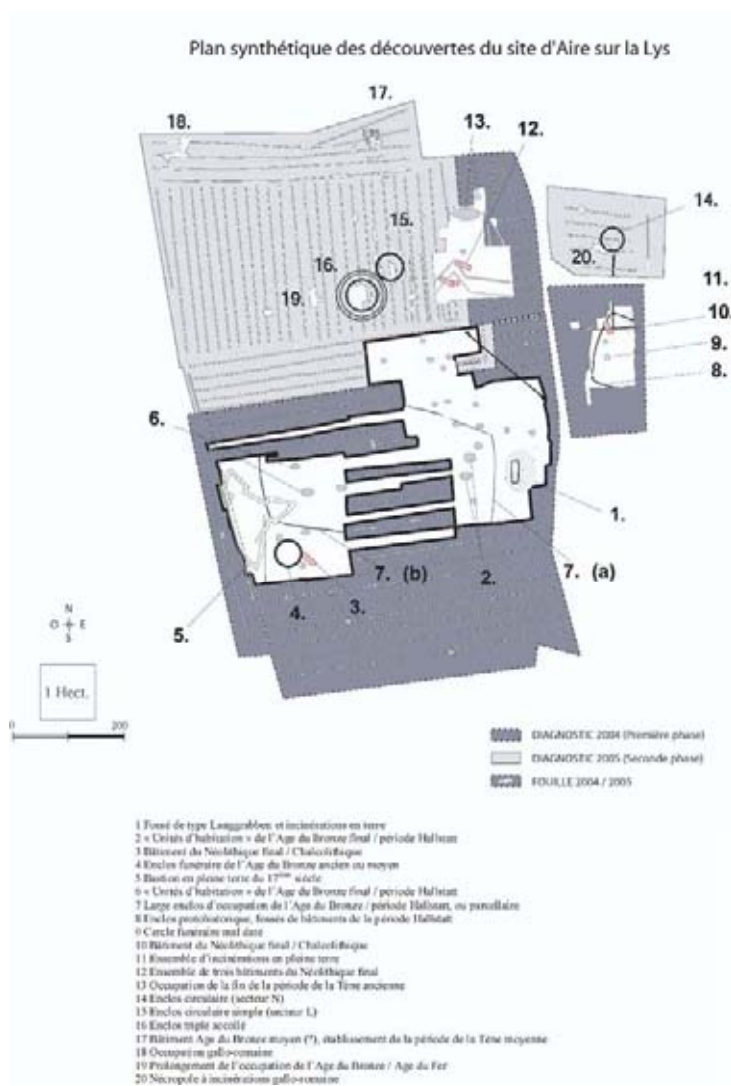 Plan synthétique des découvertes du site d'Aire sur la Lys
17.
18.
13.
12.
14.
15.
16.
20.
19.
11.
10.
9.
8.
6.
1.
7. (b)
2.
7. (a)
4.
3.
5.
N
O E
S
1 Hect.
0 200
DIAGNOSTIC 2004 (Première phase)
DIAGNOSTIC 2005 (Seconde phase)
FOUILLE 2004 / 2005
1 Fossé de type Langgraben et incinérations en terre
2 « Unités d'habitation » de l'Age du Bronze final / période Hallstatt
3 Bâtiment du Néolithique final / Chalcolithique
4 Enclos funéraire de l'Age du Bronze ancien ou moyen
5 Bastion en pleine terre du 17ème siècle
6 « Unités d'habitation » de l'Age du Bronze final / période Hallstatt
7 Large enclos d'occupation de l'Age du Bronze / période Hallstatt, ou parcellaire
8 Enclos protohistorique, fossés de bâtiments de la période Hallstatt
9 Cercle funéraire mal daté
10 Bâtiment du Néolithique final / Chalcolithique
11 Ensemble d'incinérations en pleine terre
12 Ensemble de trois bâtiments du Néolithique final
13 Occupation de la fin de la période de la Tène ancienne
14 Enclos circulaire (secteur N)
15 Enclos circulaire simple (secteur L)
16 Enclos triple accolé
17 Bâtiment Age du Bronze moyen (?), établissement de la période de la Tène moyenne
18 Occupation gallo-romaine
19 Prolongement de l'occupation de l'Age du Bronze / Age du Fer
20 Nécropole à incinérations gallo-romaine